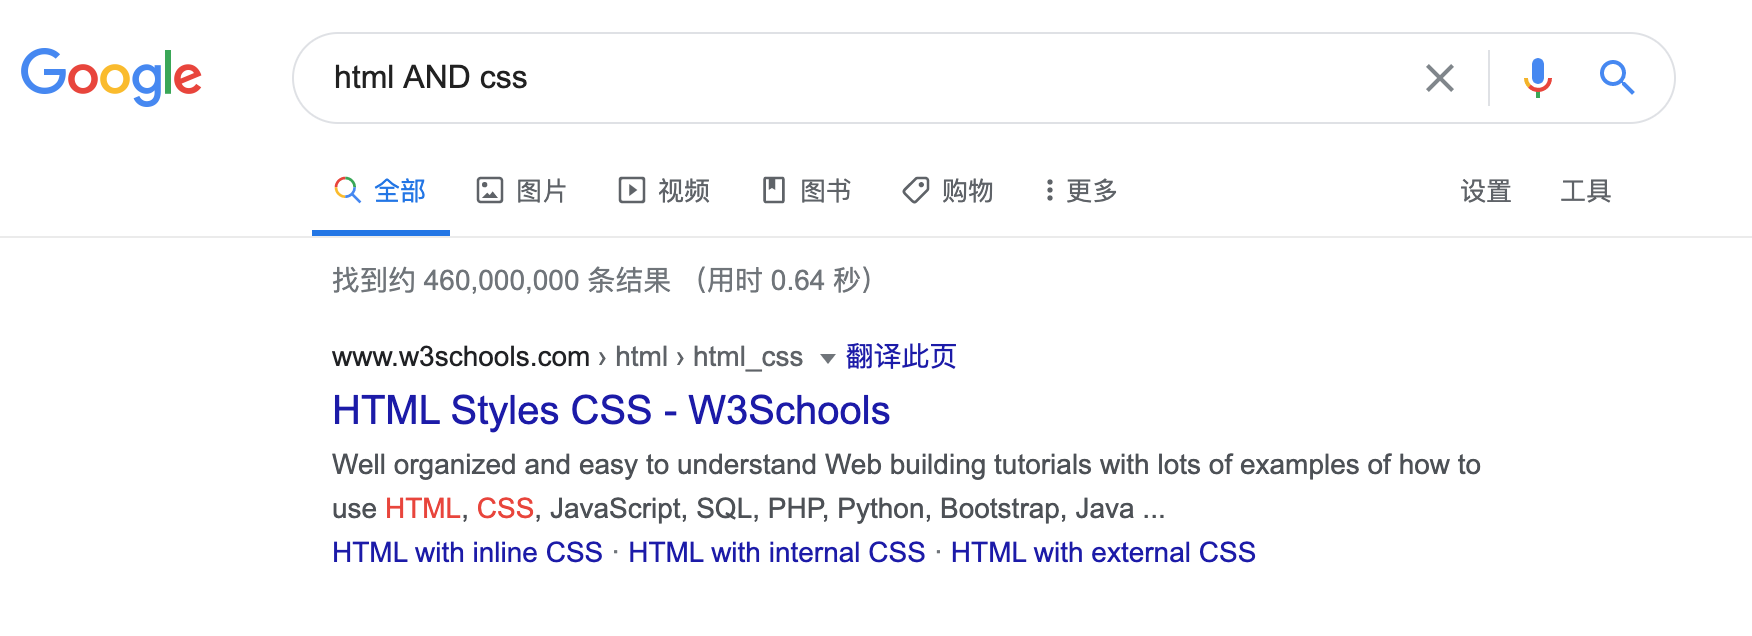 Google
html AND css
全部 图片 视频 图书 购物 更多 设置 工具
找到约 460,000,000 条结果 （用时 0.64 秒）
www.w3schools.com › html › html_css 翻译此页
HTML Styles CSS - W3Schools
Well organized and easy to understand Web building tutorials with lots of examples of how to
use HTML, CSS, JavaScript, SQL, PHP, Python, Bootstrap, Java ...
HTML with inline CSS · HTML with internal CSS · HTML with external CSS